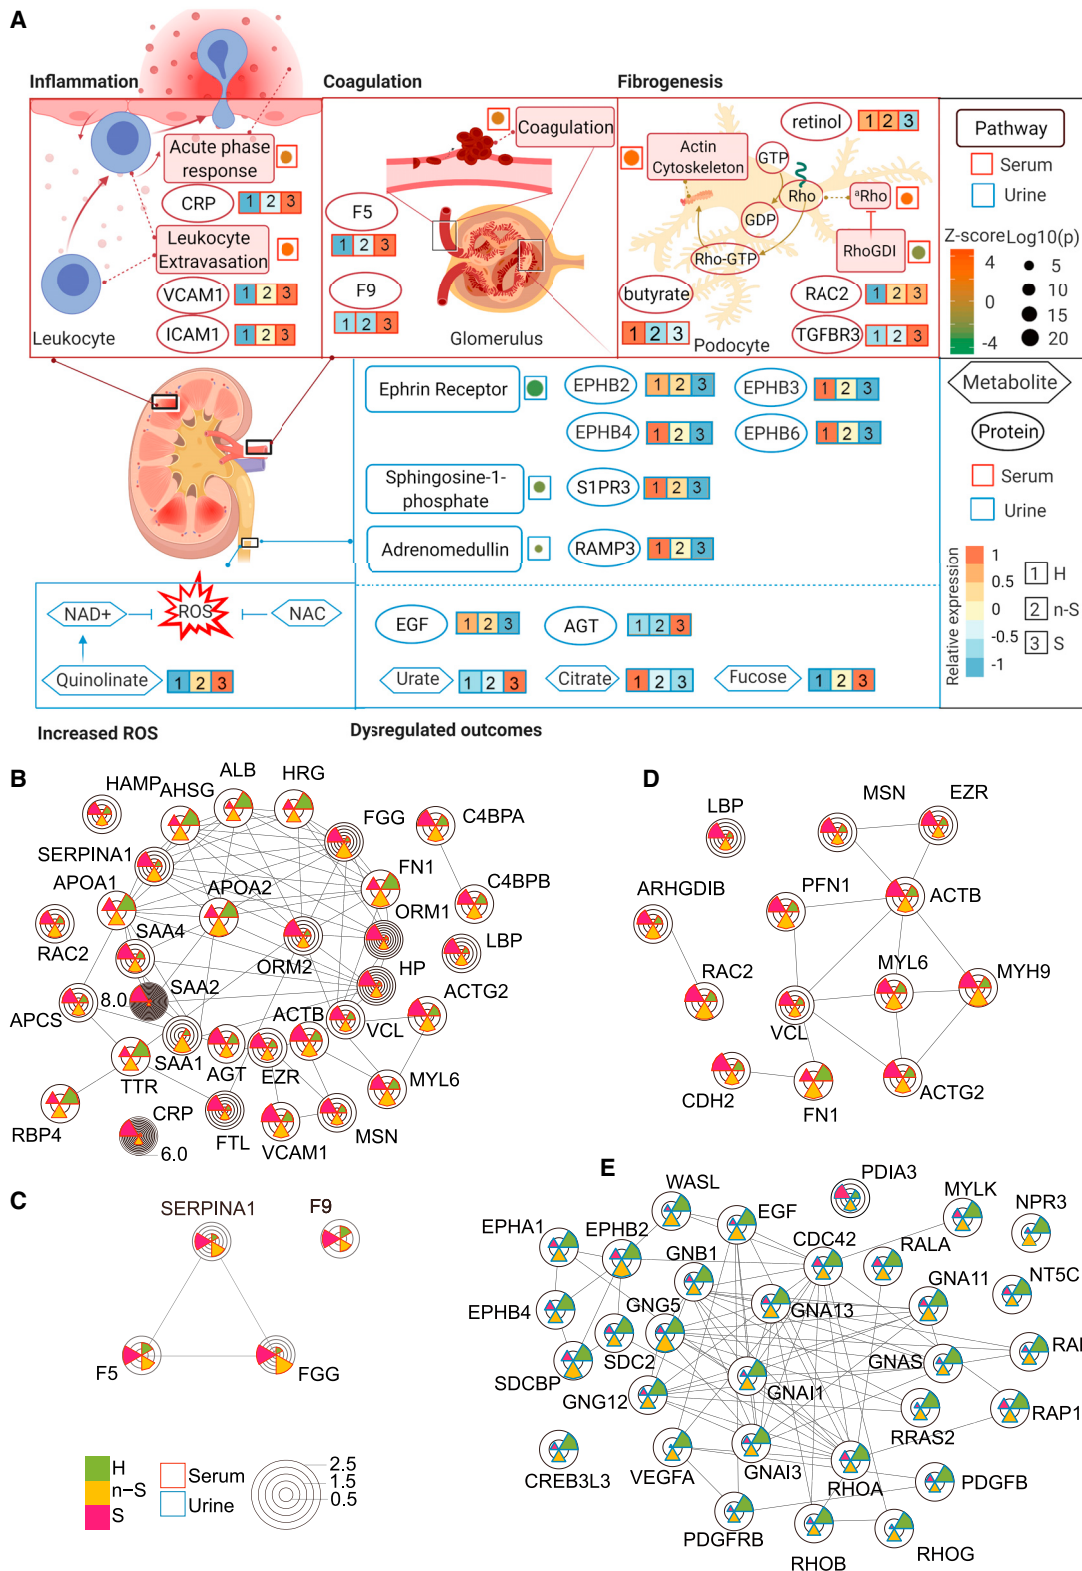 A
Inflammation
Coagulation
Fibrogenesis
Acute phase
response
CRP
1 2 3
Leukocyte
Extravasation
VCAM1
1 2 3
ICAM1
1 2 3
Leukocyte
Coagulation
F5
1 2 3
F9
1 2 3
Glomerulus
retinol
1 2 3
Actin
Cytoskeleton
GTP
Rho
GDP
aRho
RhoGDI
Rho-GTP
butyrate
1 2 3
Podocyte
RAC2
1 2 3
TGFBR3
1 2 3
Pathway
Serum
Urine
Z-score
Log10(p)
4
0
-4
5
10
15
20
Metabolite
Protein
Serum
Urine
Relative expression
1
0.5
0
-0.5
-1
1 H
2 n-S
3 S
Ephrin Receptor
EPHB2
1 2 3
EPHB3
1 2 3
EPHB4
1 2 3
EPHB6
1 2 3
Sphingosine-1-
phosphate
S1PR3
1 2 3
Adrenomedullin
RAMP3
1 2 3
NAD+
ROS
NAC
Quinolinate
1 2 3
EGF
1 2 3
AGT
1 2 3
Urate
1 2 3
Citrate
1 2 3
Fucose
1 2 3
Increased ROS
Dysregulated outcomes
B
HAMP
AHSG
ALB
HRG
FGG
C4BPA
SERPINA1
FN1
APOA1
APOA2
C4BPB
ORM1
RAC2
SAA4
LBP
ORM2
HP
SAA2
8.0
ACTG2
APCS
ACTB
VCL
SAA1
AGT
EZR
TTR
MYL6
CRP
RBP4
FTL
VCAM1
MSN
6.0
C
SERPINA1
F9
F5
FGG
H
n-S
S
Serum
Urine
2.5
1.5
0.5
D
LBP
MSN
EZR
ARHGDIB
PFN1
ACTB
RAC2
MYL6
MYH9
VCL
CDH2
FN1
ACTG2
E
WASL
PDIA3
MYLK
NPR3
EPHA1
EPHB2
EGF
CDC42
RALA
GNB1
GNA11
NT5C
EPHB4
GNG5
GNA13
SDC2
GNAS
RAI
SDCBP
GNG12
GNAI1
RAP1
RRAS2
CREB3L3
VEGFA
GNAI3
RHOA
PDGFB
PDGFRB
RHOB
RHOG